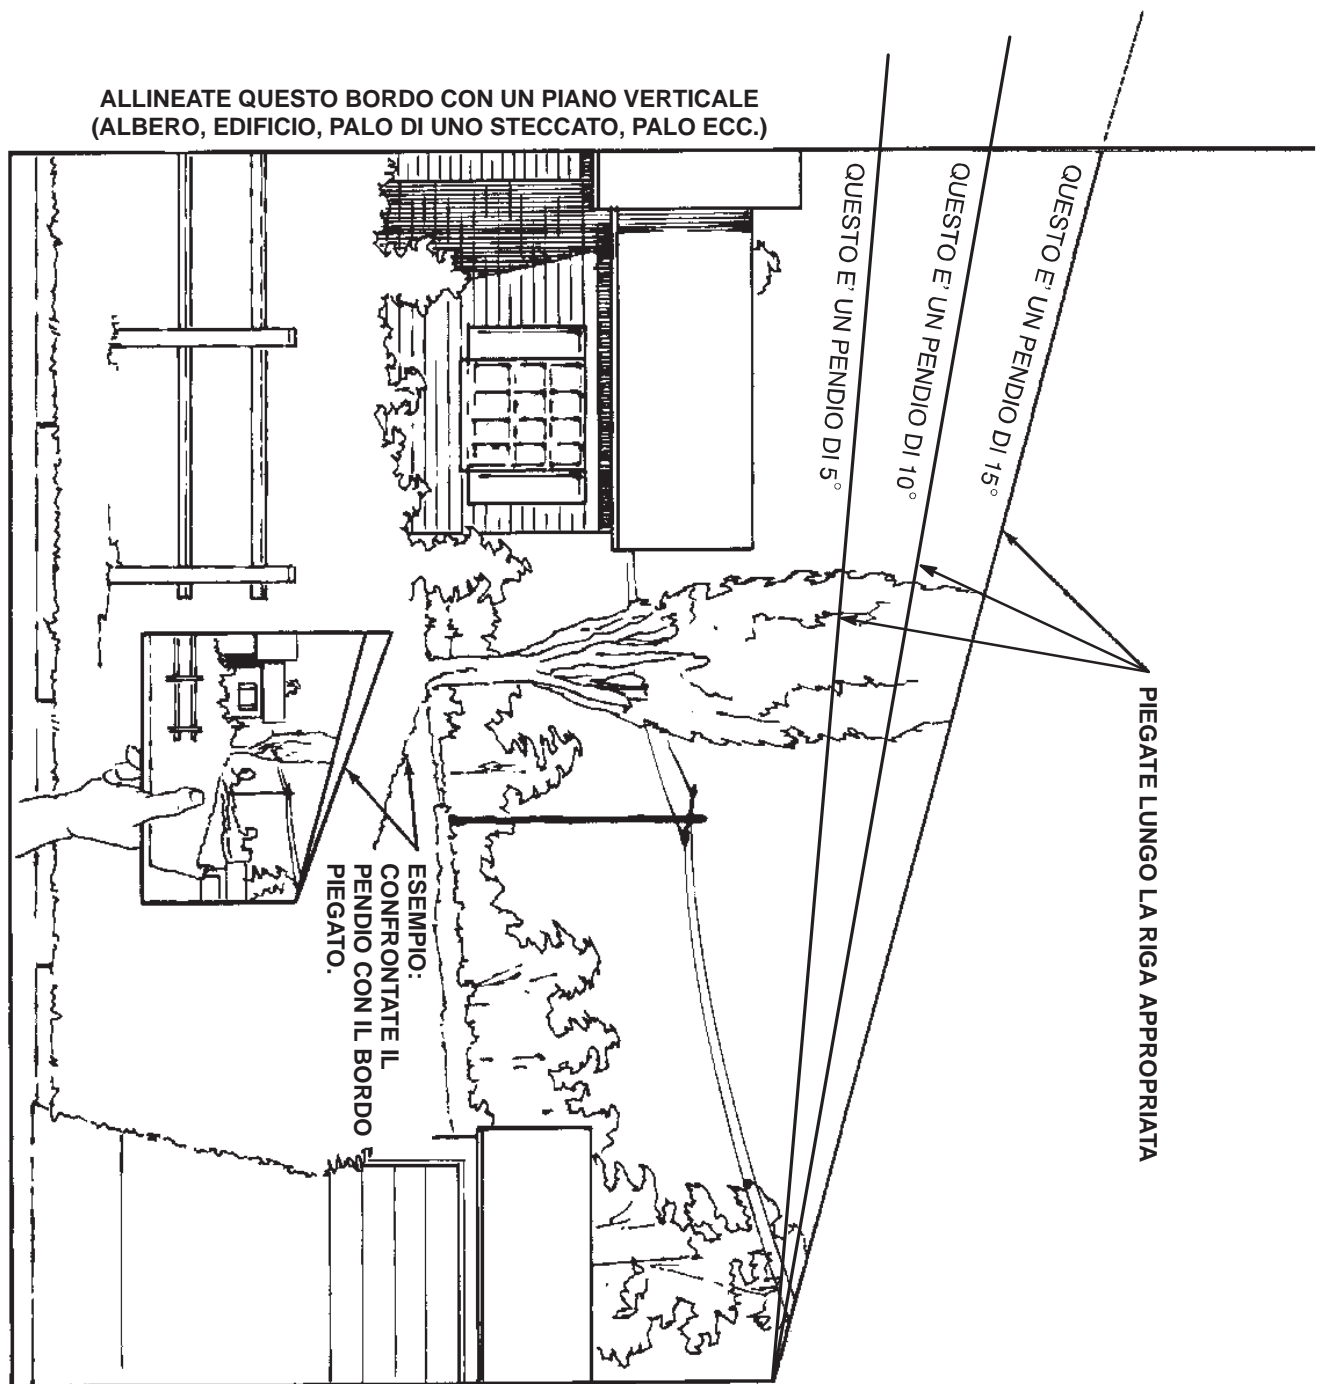 ALLINEATE QUESTO BORDO CON UN PIANO VERTICALE
(ALBERO, EDIFICIO, PALO DI UNO STECCATO, PALO ECC.)
QUESTO E' UN PENDIO DI 5°
QUESTO E' UN PENDIO DI 10°
QUESTO E' UN PENDIO DI 15°
PIEGATE LUNGO LA RIGA APPROPRIATA
ESEMPIO:
CONFRONTATE IL
PENDIO CON IL BORDO
PIEGATO.